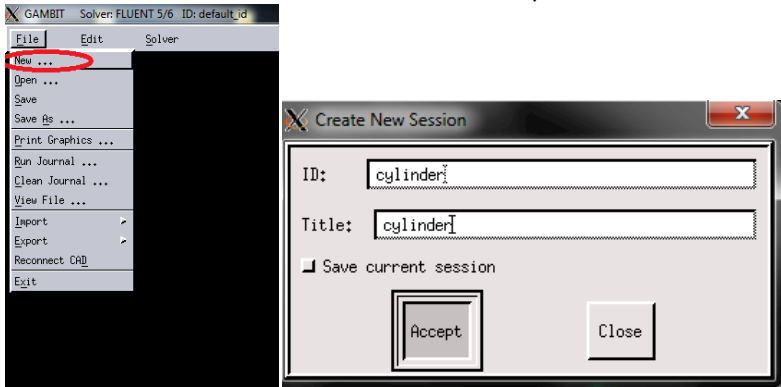 GAMBIT Solver: FLUENT 5/6 ID: default_id
File Edit Solver
New ...
Open ...
Save
Save As ...
Print Graphics ...
Run Journal ...
Clean Journal ...
View File ...
Import
Export
Reconnect CAD
Exit
Create New Session
ID: cylinder
Title: cylinder
Save current session
Accept Close